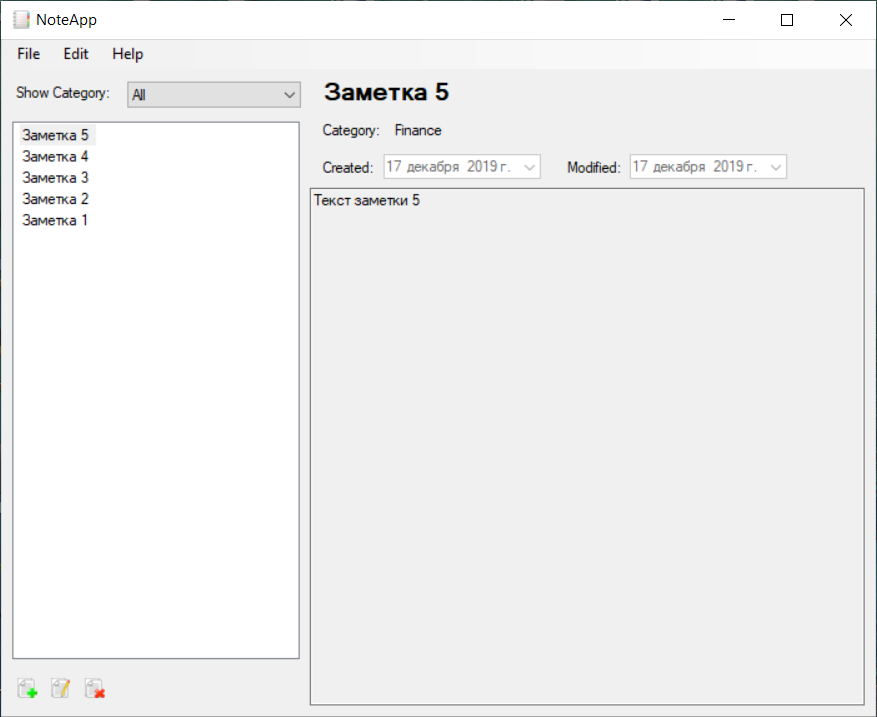 NoteApp
File Edit Help
Show Category: All
Заметка 5
Заметка 4
Заметка 3
Заметка 2
Заметка 1
Заметка 5
Category: Finance
Created: 17 декабря 2019 г. Modified: 17 декабря 2019 г.
Текст заметки 5